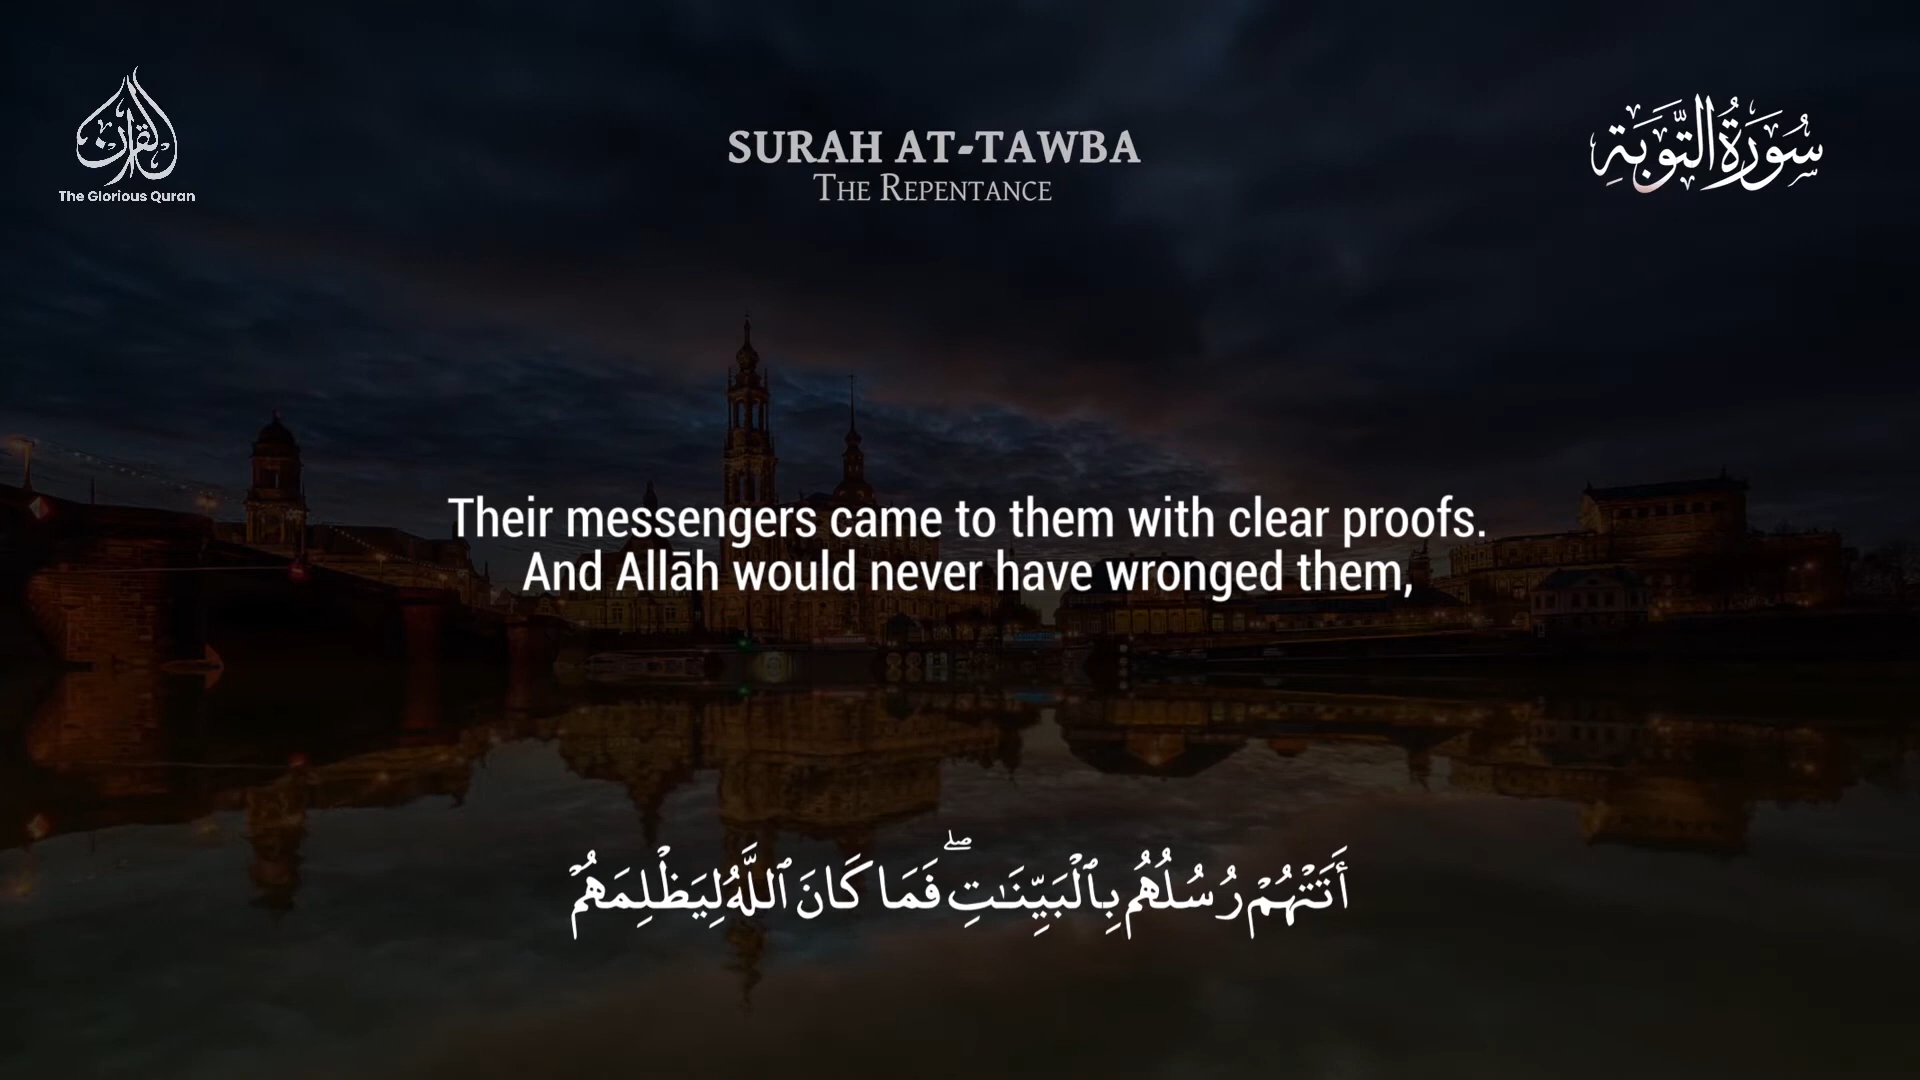 القرآن
The Glorious Quran
SURAH AT-TAWBA
THE REPENTANCE
سُورَةُ التَّوْبَةِ
Their messengers came to them with clear proofs.
And Allāh would never have wronged them,
أَتَتْهُمْ رُسُلُهُم بِٱلْبَيِّنَـٰتِ ۖ فَمَا كَانَ ٱللَّهُ لِيَظْلِمَهُمْ